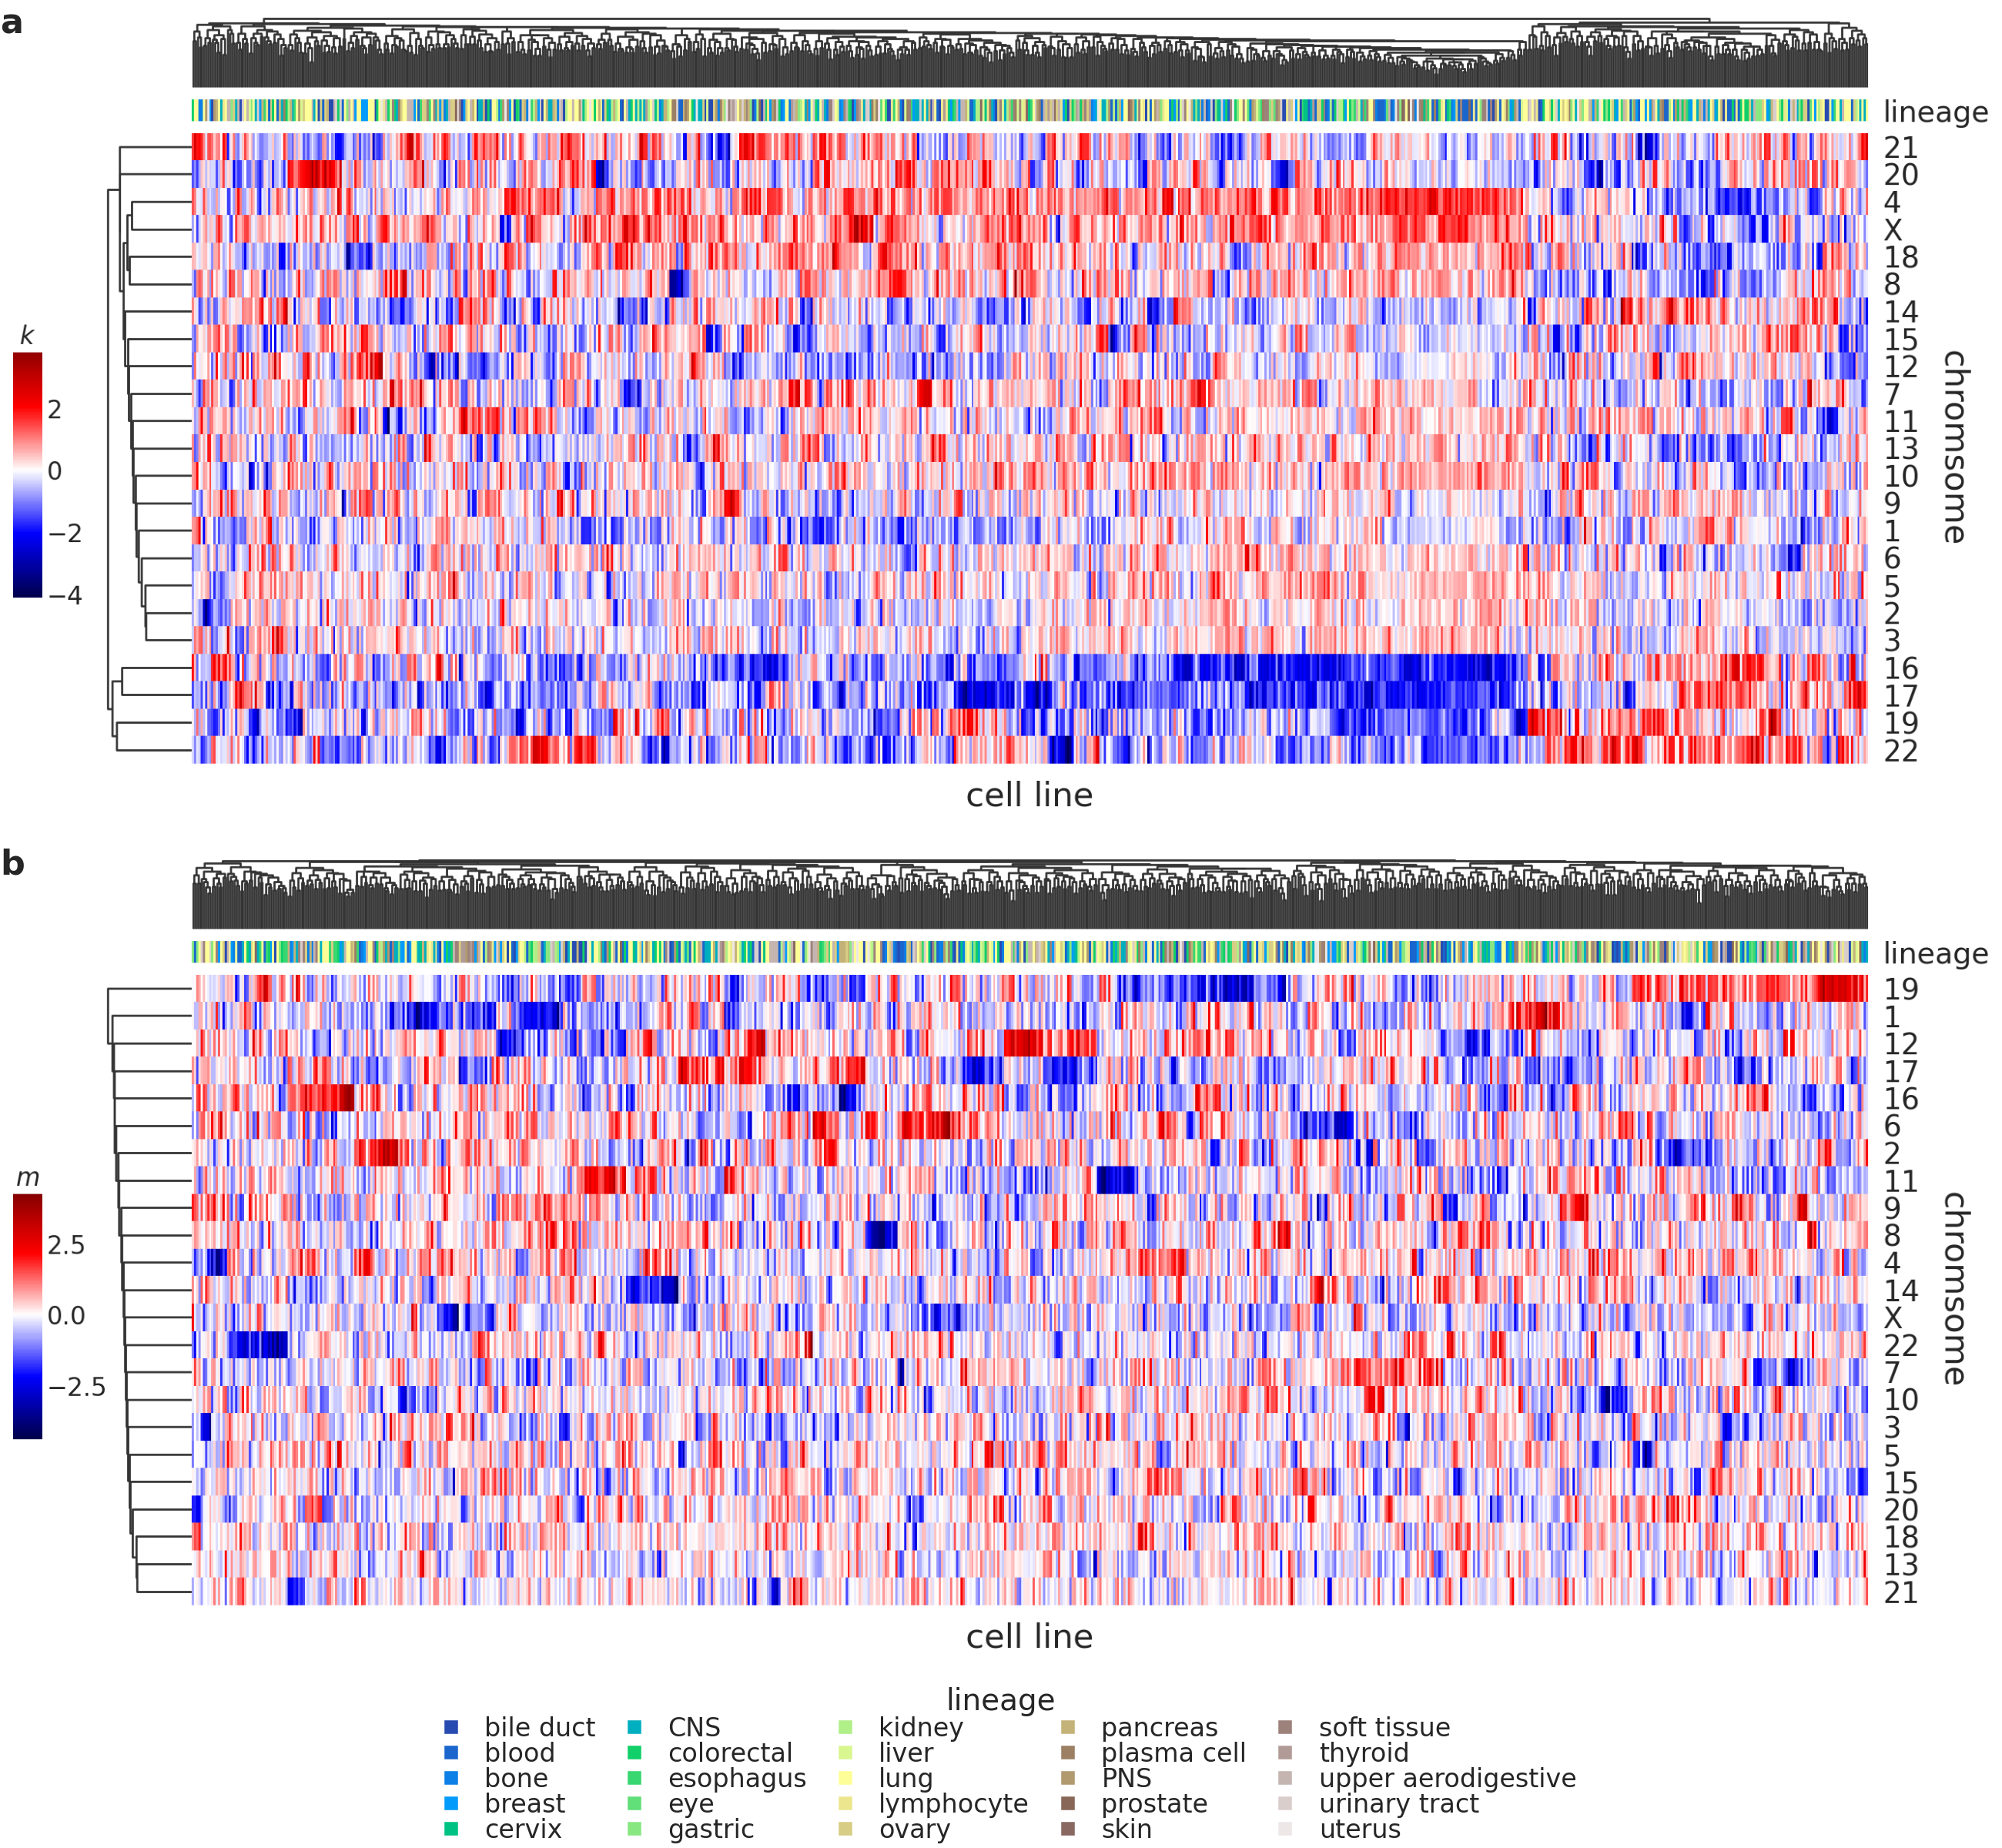 a
lineage
k
2
0
−2
−4
21
20
4
X
18
8
14
15
12
7
11
13
10
9
1
6
5
2
3
16
17
19
22
chromsome
cell line
b
lineage
m
2.5
0.0
−2.5
19
1
12
17
16
6
2
11
9
8
4
14
X
22
7
10
3
5
15
20
18
13
21
chromsome
cell line
lineage
bile duct
blood
bone
breast
cervix
CNS
colorectal
esophagus
eye
gastric
kidney
liver
lung
lymphocyte
ovary
pancreas
plasma cell
PNS
prostate
skin
soft tissue
thyroid
upper aerodigestive
urinary tract
uterus